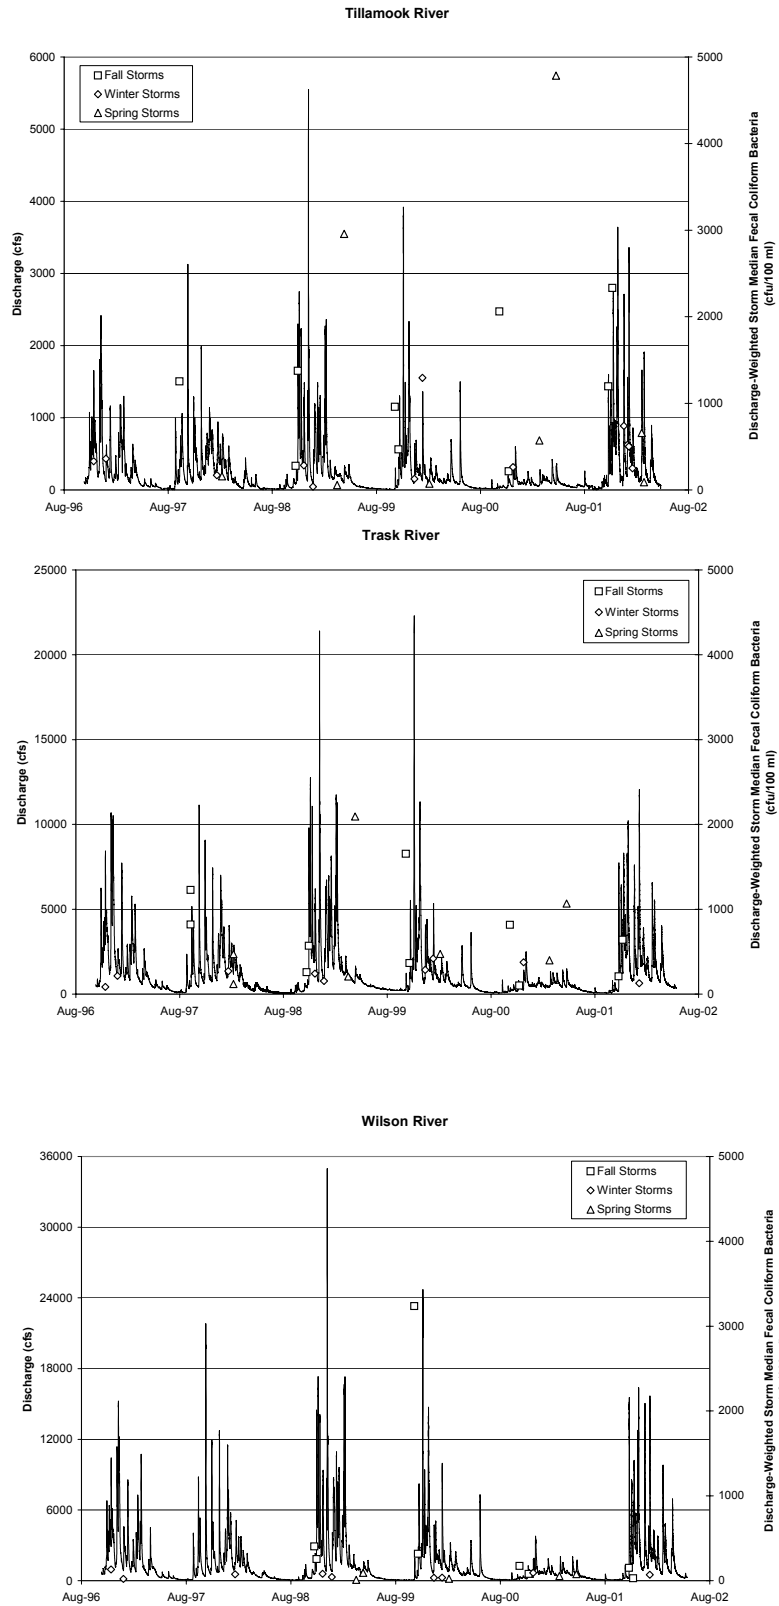 Tillamook River
6000
5000
4000
3000
2000
1000
0
Discharge (cfs)
Fall Storms
Winter Storms
Spring Storms
5000
4000
3000
2000
1000
0
Discharge-Weighted Storm Median Fecal Coliform Bacteria
(cfu/100 ml)
Aug-96 Aug-97 Aug-98 Aug-99 Aug-00 Aug-01 Aug-02
Trask River
25000
20000
15000
10000
5000
0
Discharge (cfs)
Fall Storms
Winter Storms
Spring Storms
5000
4000
3000
2000
1000
0
Discharge-Weighted Storm Median Fecal Coliform Bacteria
(cfu/100 ml)
Aug-96 Aug-97 Aug-98 Aug-99 Aug-00 Aug-01 Aug-02
Wilson River
36000
30000
24000
18000
12000
6000
0
Discharge (cfs)
Fall Storms
Winter Storms
Spring Storms
5000
4000
3000
2000
1000
0
Discharge-Weighted Storm Median Fecal Coliform Bacteria
Aug-96 Aug-97 Aug-98 Aug-99 Aug-00 Aug-01 Aug-02